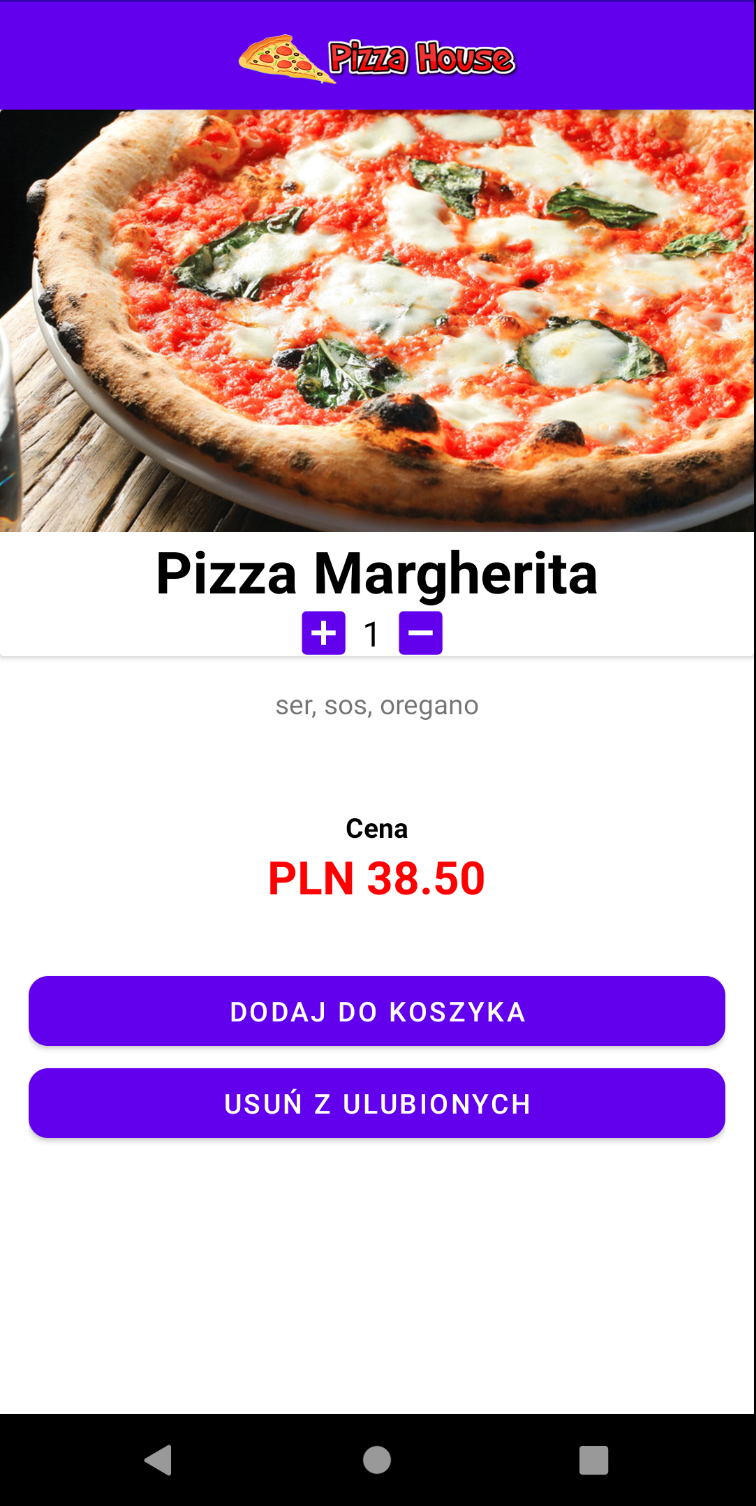 Pizza House
Pizza Margherita
1
ser, sos, oregano
Cena
PLN 38.50
DODAJ DO KOSZYKA
USUŃ Z ULUBIONYCH